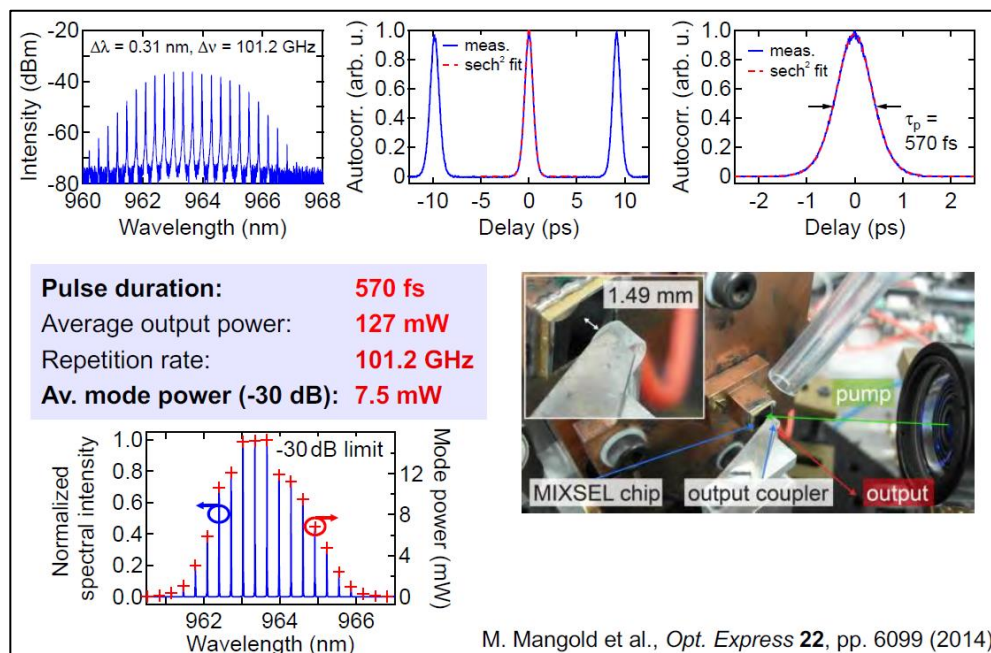 Δλ = 0.31 nm, Δν = 101.2 GHz
Intensity (dBm)
-20
-40
-60
-80
960 962 964 966 968
Wavelength (nm)
meas.
sech² fit
Autocorr. (arb. u.)
1.0
0.8
0.6
0.4
0.2
0
-10 -5 0 5 10
Delay (ps)
meas.
sech² fit
τp =
570 fs
Autocorr. (arb. u.)
1.0
0.8
0.6
0.4
0.2
0
-2 -1 0 1 2
Delay (ps)
Pulse duration: 570 fs
Average output power: 127 mW
Repetition rate: 101.2 GHz
Av. mode power (-30 dB): 7.5 mW
1.49 mm
pump
MIXSEL chip
output coupler
output
-30 dB limit
Normalized
spectral intensity
1.0
0.8
0.6
0.4
0.2
0.0
Mode power (mW)
12
8
4
0
962 964 966
Wavelength (nm)
M. Mangold et al., Opt. Express 22, pp. 6099 (2014)